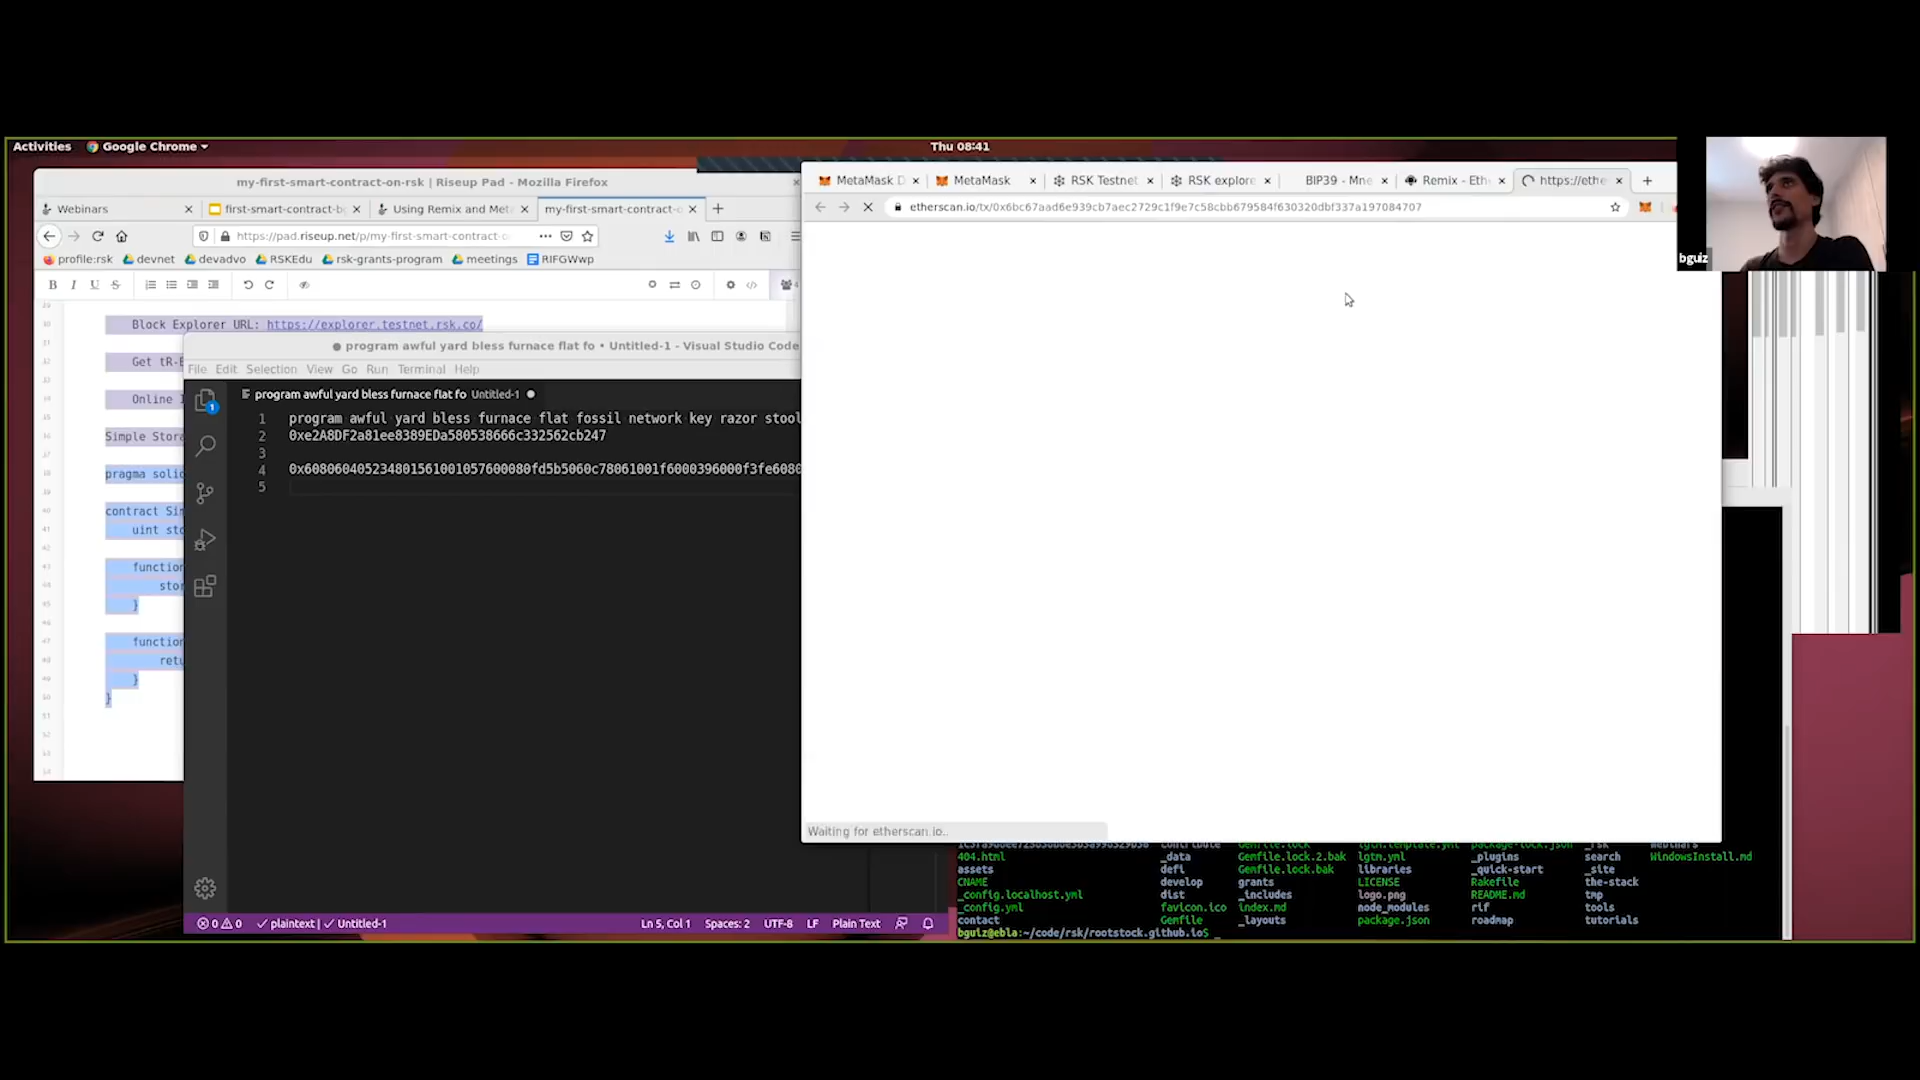 Activities
Google Chrome
Thu 08:41
my-first-smart-contract-on-rsk | Riseup Pad - Mozilla Firefox
Webinars
first-smart-contract-b
Using Remix and Met
my-first-smart-contract-
https://pad.riseup.net/p/my-first-smart-contract-o
profile:rsk
devnet
devadvo
RSKEdu
rsk-grants-program
meetings
RIFGWwp
B I U S
Block Explorer URL: https://explorer.testnet.rsk.co/
Get tR-
Online
Simple Stora
pragma solid
contract Sim
uint sto
function
stor
}
function
retu
}
}
program awful yard bless furnace flat fo • Untitled-1 - Visual Studio Code
File Edit Selection View Go Run Terminal Help
program awful yard bless furnace flat fo Untitled-1
1 program awful yard bless furnace flat fossil network key razor stool
2 0xe2A8DF2a81ee8389EDa580538666c332562cb247
3
4 0x608060405234801561001057600080fd5b5060c78061001f6000396000f3fe6080
5
0 0
plaintext | Untitled-1
Ln 5, Col 1
Spaces: 2
UTF-8
LF
Plain Text
MetaMask D
MetaMask
RSK Testnet
RSK explore
BIP39 - Mne
Remix - Eth
https://ethe
etherscan.io/tx/0x6bc67aad6e939cb7aec2729c1f9e7c58cbb679584f630320dbf337a197084707
Waiting for etherscan.io...
bguiz
404.html _data Gemfile.lock.2.bak lgtm.yml _plugins search WindowsInstall.md
assets defi Gemfile.lock.bak libraries _quick-start _site
CNAME develop grants LICENSE Rakefile the-stack
_config.localhost.yml dist _includes logo.png README.md tmp
_config.yml favicon.ico index.md node_modules rif tools
contact Gemfile _layouts package.json roadmap tutorials
bguiz@ebla:~/code/rsk/rootstock.github.io$